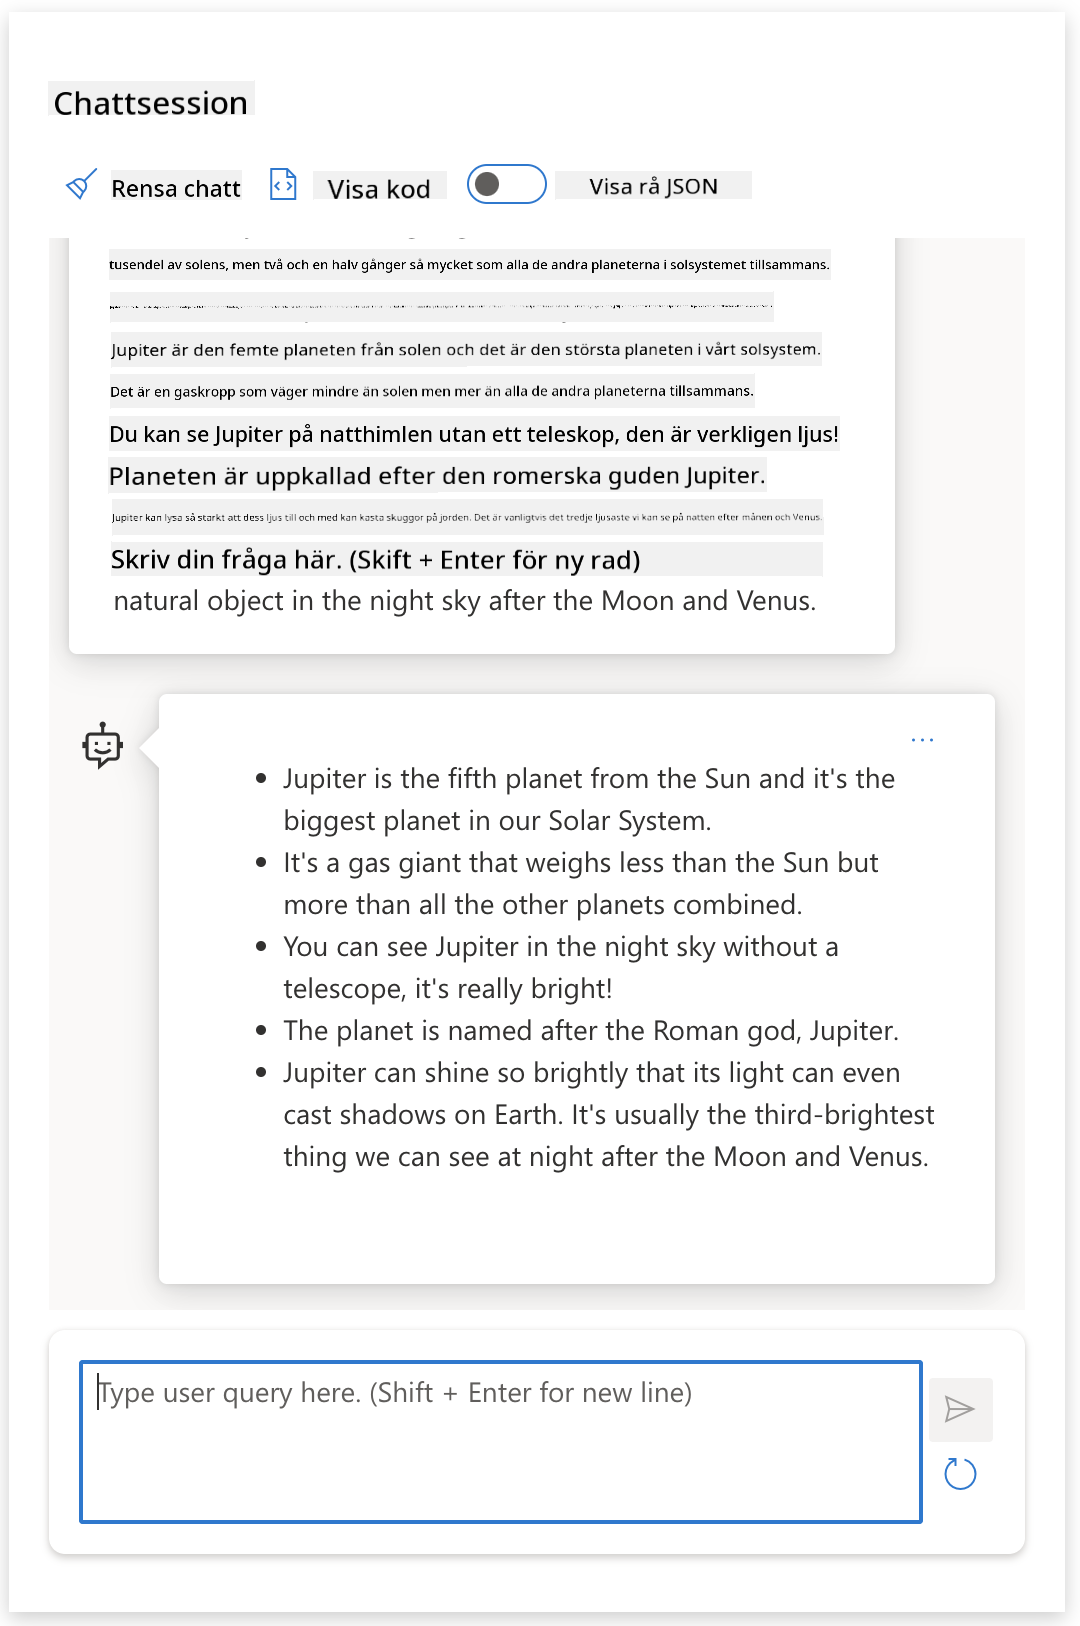 Chattsession
Rensa chatt
Visa kod
Visa rå JSON
tusendel av solens, men två och en halv gånger så mycket som alla de andra planeterna i solsystemet tillsammans.
Jupiter är den femte planeten från solen och det är den största planeten i vårt solsystem.
Det är en gaskropp som väger mindre än solen men mer än alla de andra planeterna tillsammans.
Du kan se Jupiter på natthimlen utan ett teleskop, den är verkligen ljus!
Planeten är uppkallad efter den romerska guden Jupiter.
Jupiter kan lysa så starkt att dess ljus till och med kan kasta skuggor på jorden. Det är vanligtvis det tredje ljusaste vi kan se på natten efter månen och Venus.
Skriv din fråga här. (Skift + Enter för ny rad)
natural object in the night sky after the Moon and Venus.
...
• Jupiter is the fifth planet from the Sun and it's the
biggest planet in our Solar System.
• It's a gas giant that weighs less than the Sun but
more than all the other planets combined.
• You can see Jupiter in the night sky without a
telescope, it's really bright!
• The planet is named after the Roman god, Jupiter.
• Jupiter can shine so brightly that its light can even
cast shadows on Earth. It's usually the third-brightest
thing we can see at night after the Moon and Venus.
Type user query here. (Shift + Enter for new line)